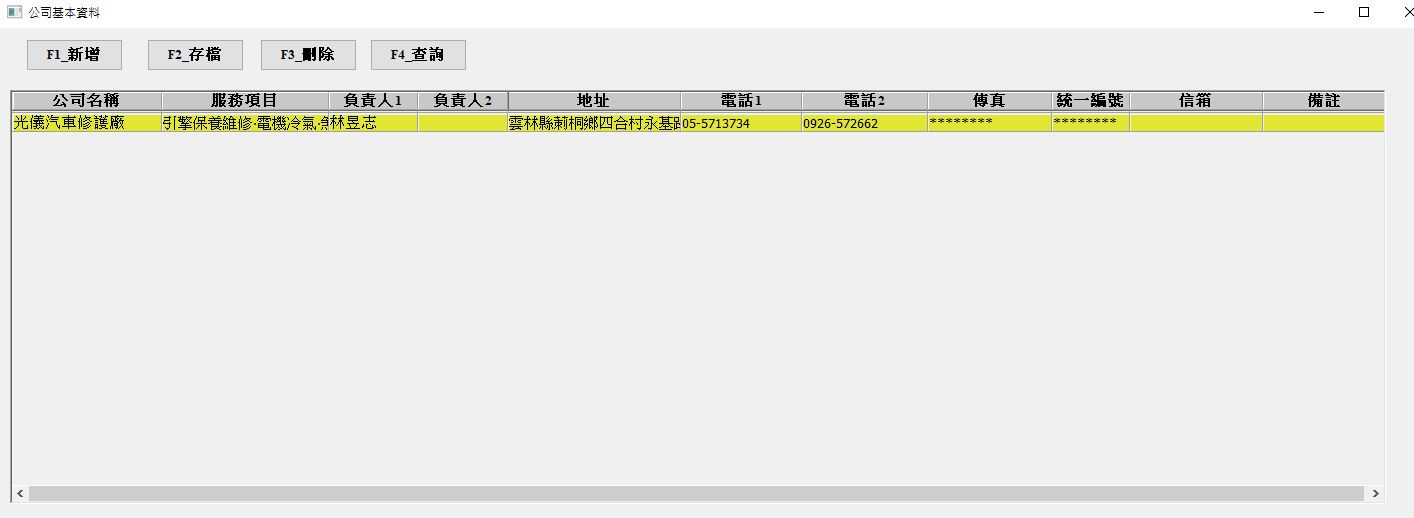 公司基本資料
F1_新增 F2_存檔 F3_刪除 F4_查詢
公司名稱 服務項目 負責人1 負責人2 地址 電話1 電話2 傳真 統一編號 信箱 備註
光儀汽車修護廠 引擎保養維修‧電機冷氣‧ 林昱志 雲林縣莿桐鄉四合村永基路 05-5713734 0926-572662 ******** ********